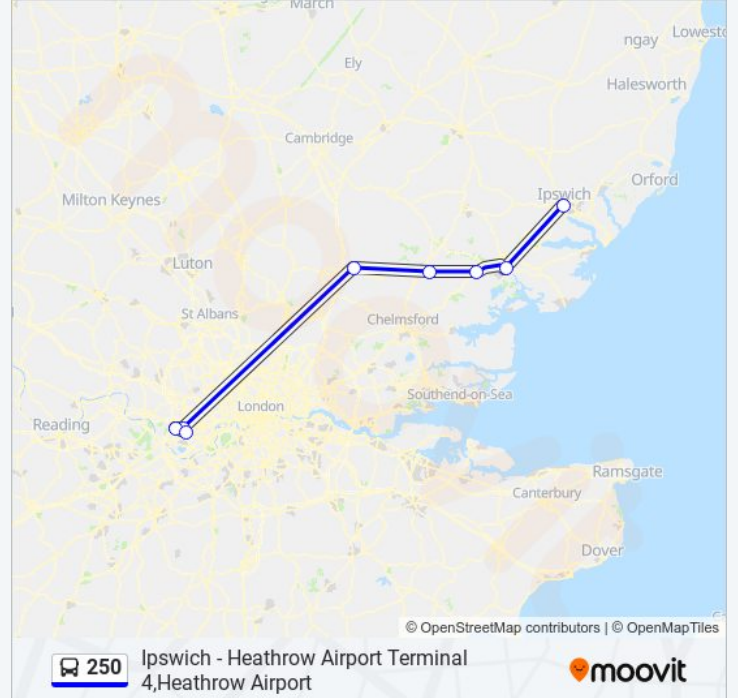 March
Lowesto
ngay
Ely
Halesworth
Cambridge
Orford
Ipswich
Milton Keynes
Luton
St Albans
Chelmsford
Southend-on-Sea
London
Reading
Ramsgate
Canterbury
Dover
© OpenStreetMap contributors | © OpenMapTiles
250
Ipswich - Heathrow Airport Terminal
4,Heathrow Airport
moovit